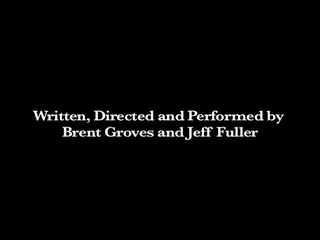 Written, Directed and Performed by
Brent Groves and Jeff Fuller